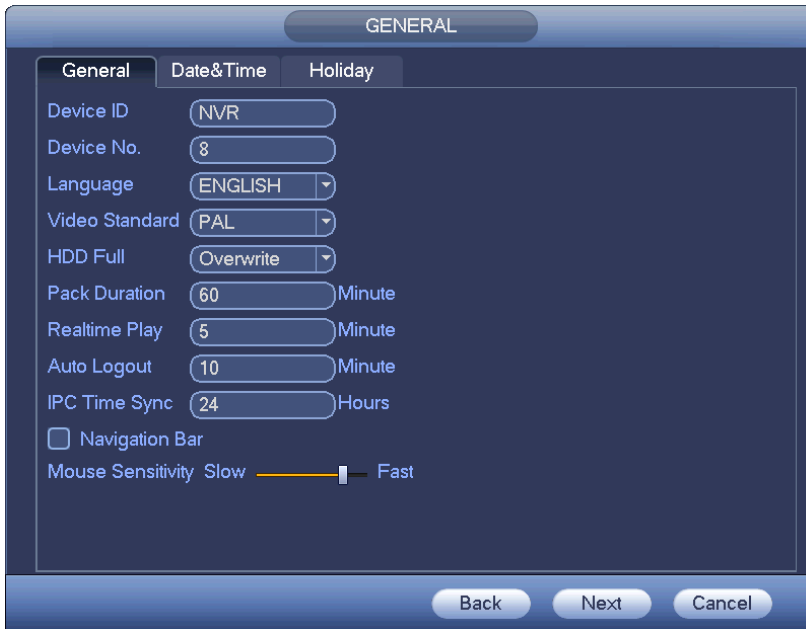 GENERAL
General Date&Time Holiday
Device ID NVR
Device No. 8
Language ENGLISH
Video Standard PAL
HDD Full Overwrite
Pack Duration 60 Minute
Realtime Play 5 Minute
Auto Logout 10 Minute
IPC Time Sync 24 Hours
Navigation Bar
Mouse Sensitivity Slow Fast
Back Next Cancel